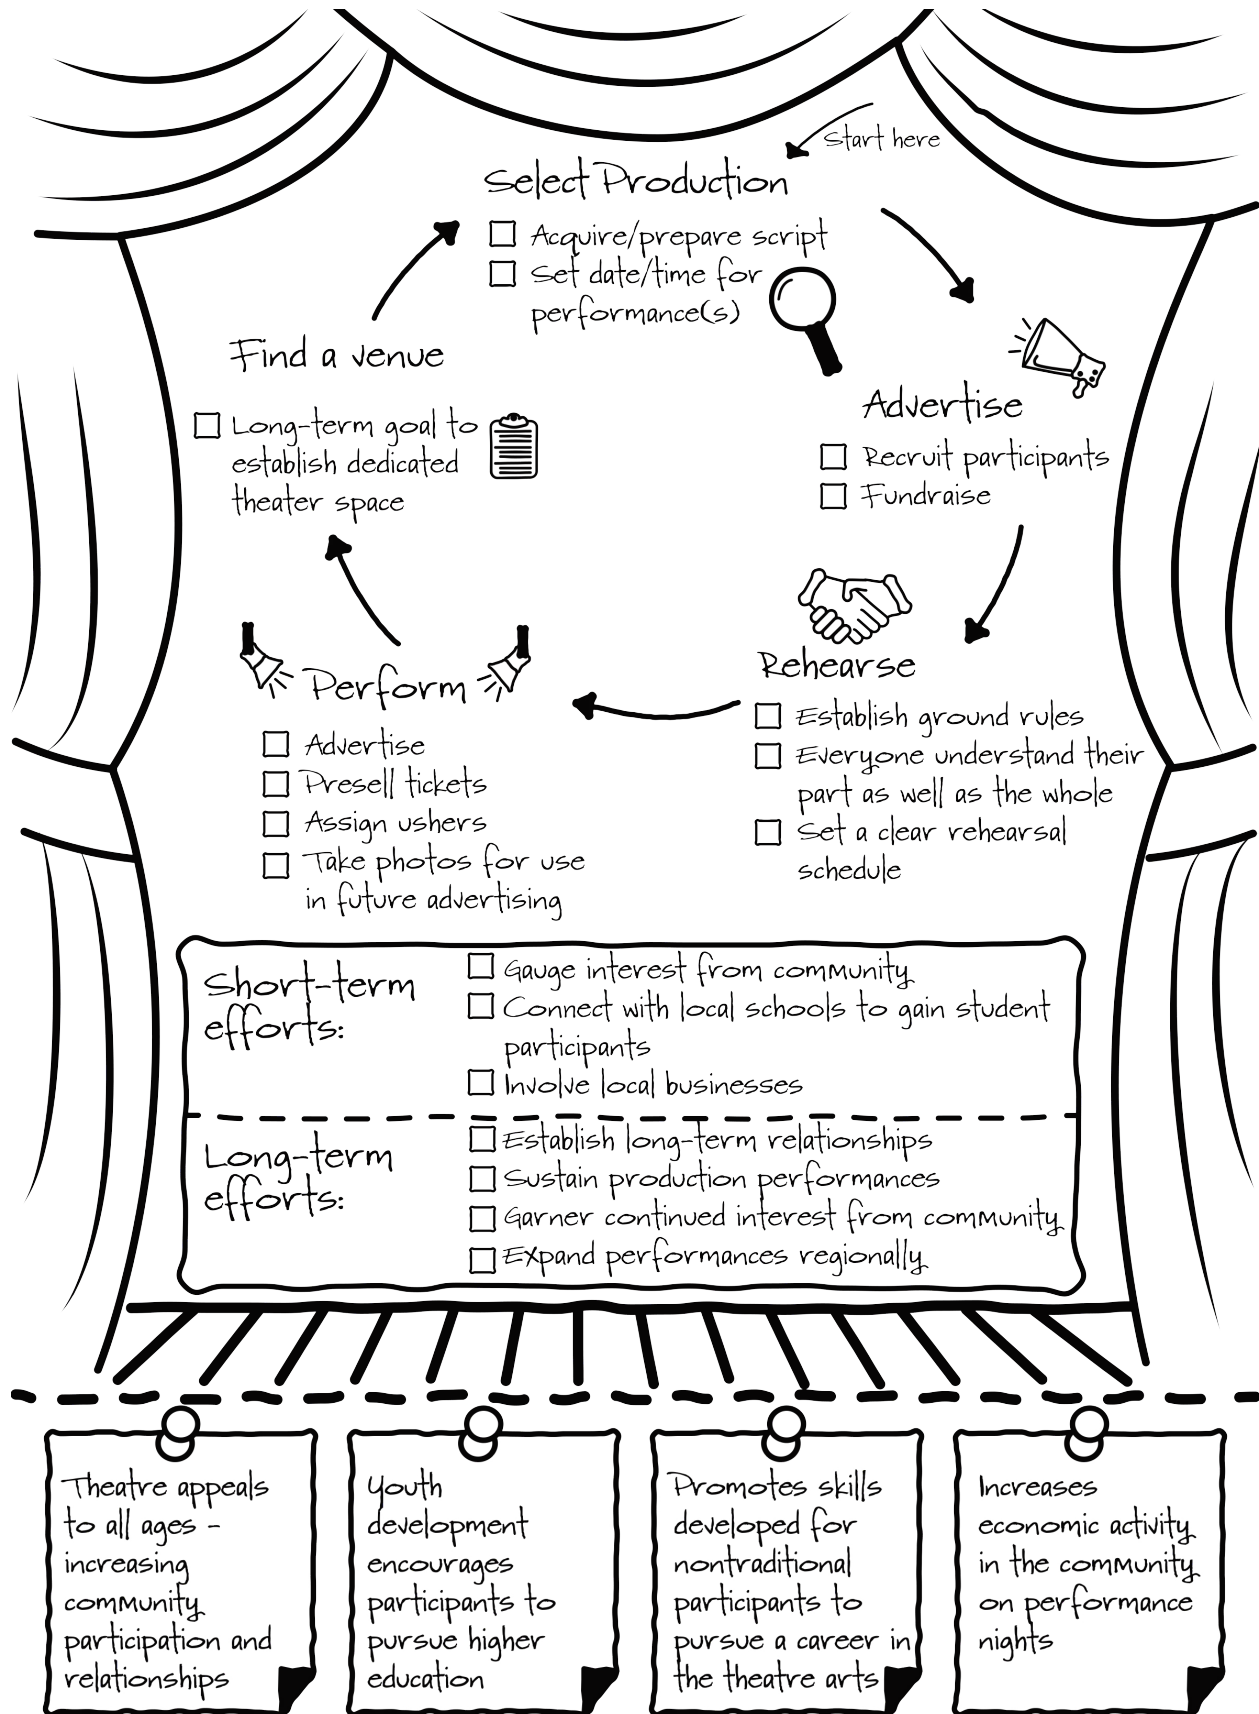 Start here
Select Production
Acquire/prepare script
Set date/time for
performance(s)
Advertise
Recruit participants
Fundraise
Rehearse
Establish ground rules
Everyone understand their
part as well as the whole
Set a clear rehearsal
schedule
Perform
Advertise
Presell tickets
Assign ushers
Take photos for use
in future advertising
Find a venue
Long-term goal to
establish dedicated
theater space
Short-term
efforts:
Gauge interest from community
Connect with local schools to gain student
participants
Involve local businesses
Long-term
efforts:
Establish long-term relationships
Sustain production performances
Garner continued interest from community
Expand performances regionally
Theatre appeals
to all ages -
increasing
community
participation and
relationships
Youth
development
encourages
participants to
pursue higher
education
Promotes skills
developed for
nontraditional
participants to
pursue a career in
the theatre arts
Increases
economic activity
in the community
on performance
nights